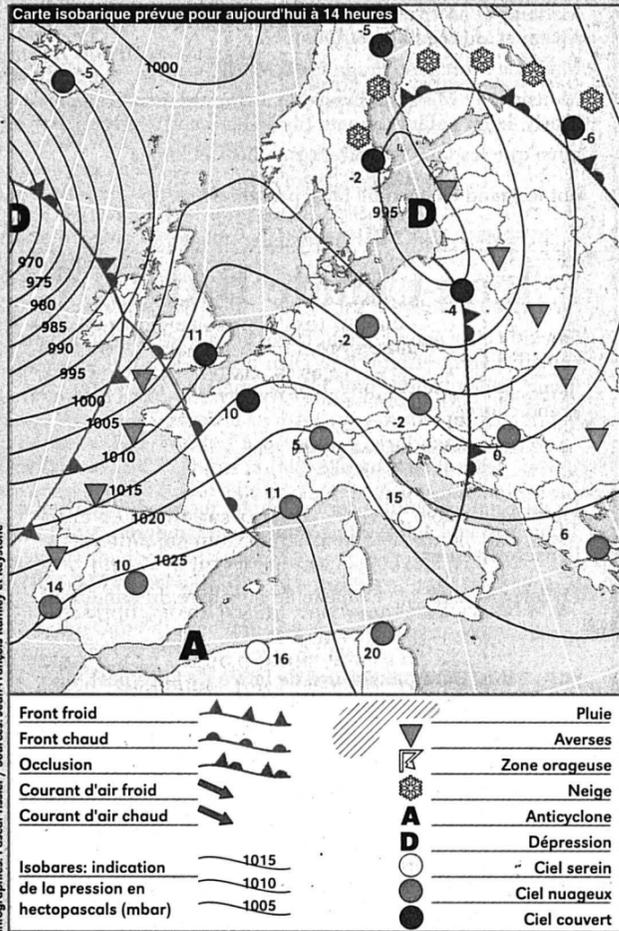 Carte isobarique prévue pour aujourd'hui à 14 heures
-5
-5
1000
-6
-2
995
D
D
970
975
980
985
990
995
1000
1005
1010
1015
1020
1025
-4
11
-2
10
-2
5
0
11
15
6
10
14
A
16
20
Front froid
Front chaud
Occlusion
Courant d'air froid
Courant d'air chaud
Isobares: indication
de la pression en
hectopascals (mbar)
1015
1010
1005
Pluie
Averses
Zone orageuse
Neige
A
Anticyclone
D
Dépression
Ciel serein
Ciel nuageux
Ciel couvert